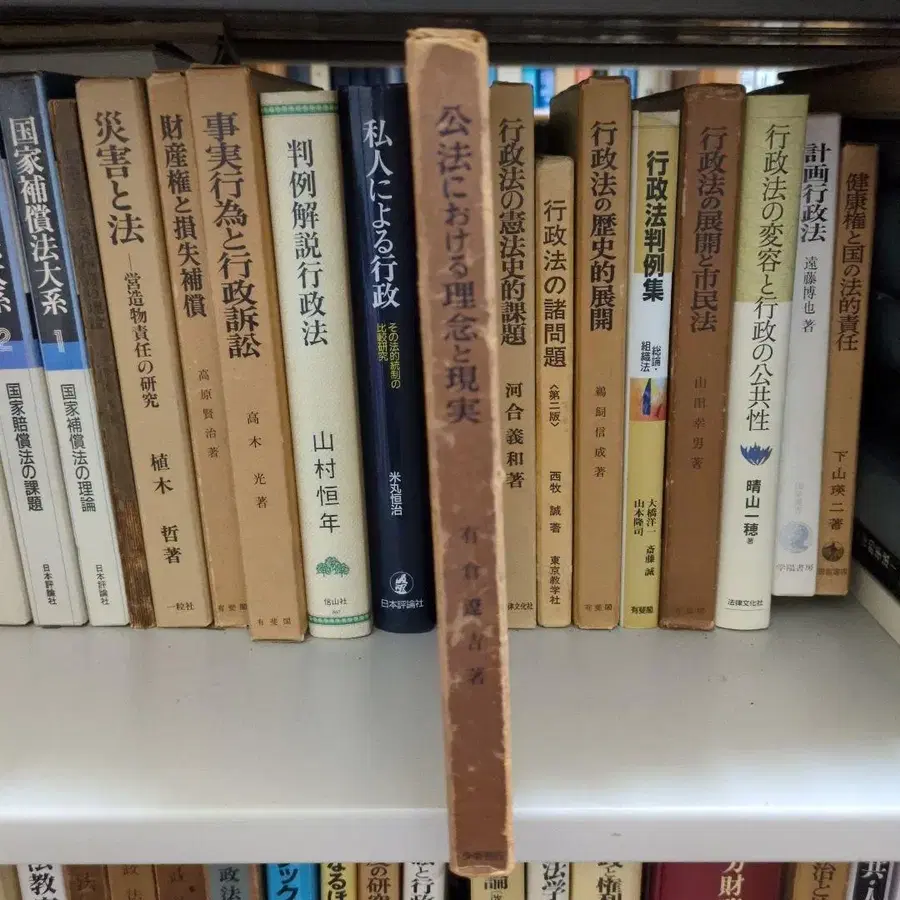 2
国家賠償法の課題
国家補償法大系
1
国家補償法の理論
日本評論社
災害と法
―営造物責任の研究
植木 哲著
一粒社
財産権と損失補償
高原賢治著
有斐閣
事実行為と行政訴訟
高木 光著
有斐閣
判例解説行政法
山村恒年
信山社
私人による行政
その法的統制の
比較研究
米丸恒治
日本評論社
公法における理念と現実
有倉遼吉著
行政法の憲法史的課題
河合義和著
法律文化社
行政法の諸問題
〈第二版〉
西牧 誠著
東京教学社
行政法の歴史的展開
鵜飼信成著
有斐閣
行政法判例集
総論・
組織法
大橋洋一
斎藤 誠
山本隆司
有斐閣
行政法の展開と市民法
山田幸男著
有斐閣
行政法の変容と行政の公共性
晴山一穂著
法律文化社
計画行政法
遠藤博也 著
学陽書房
健康権と国の法的責任
下山瑛二著
岩波書店